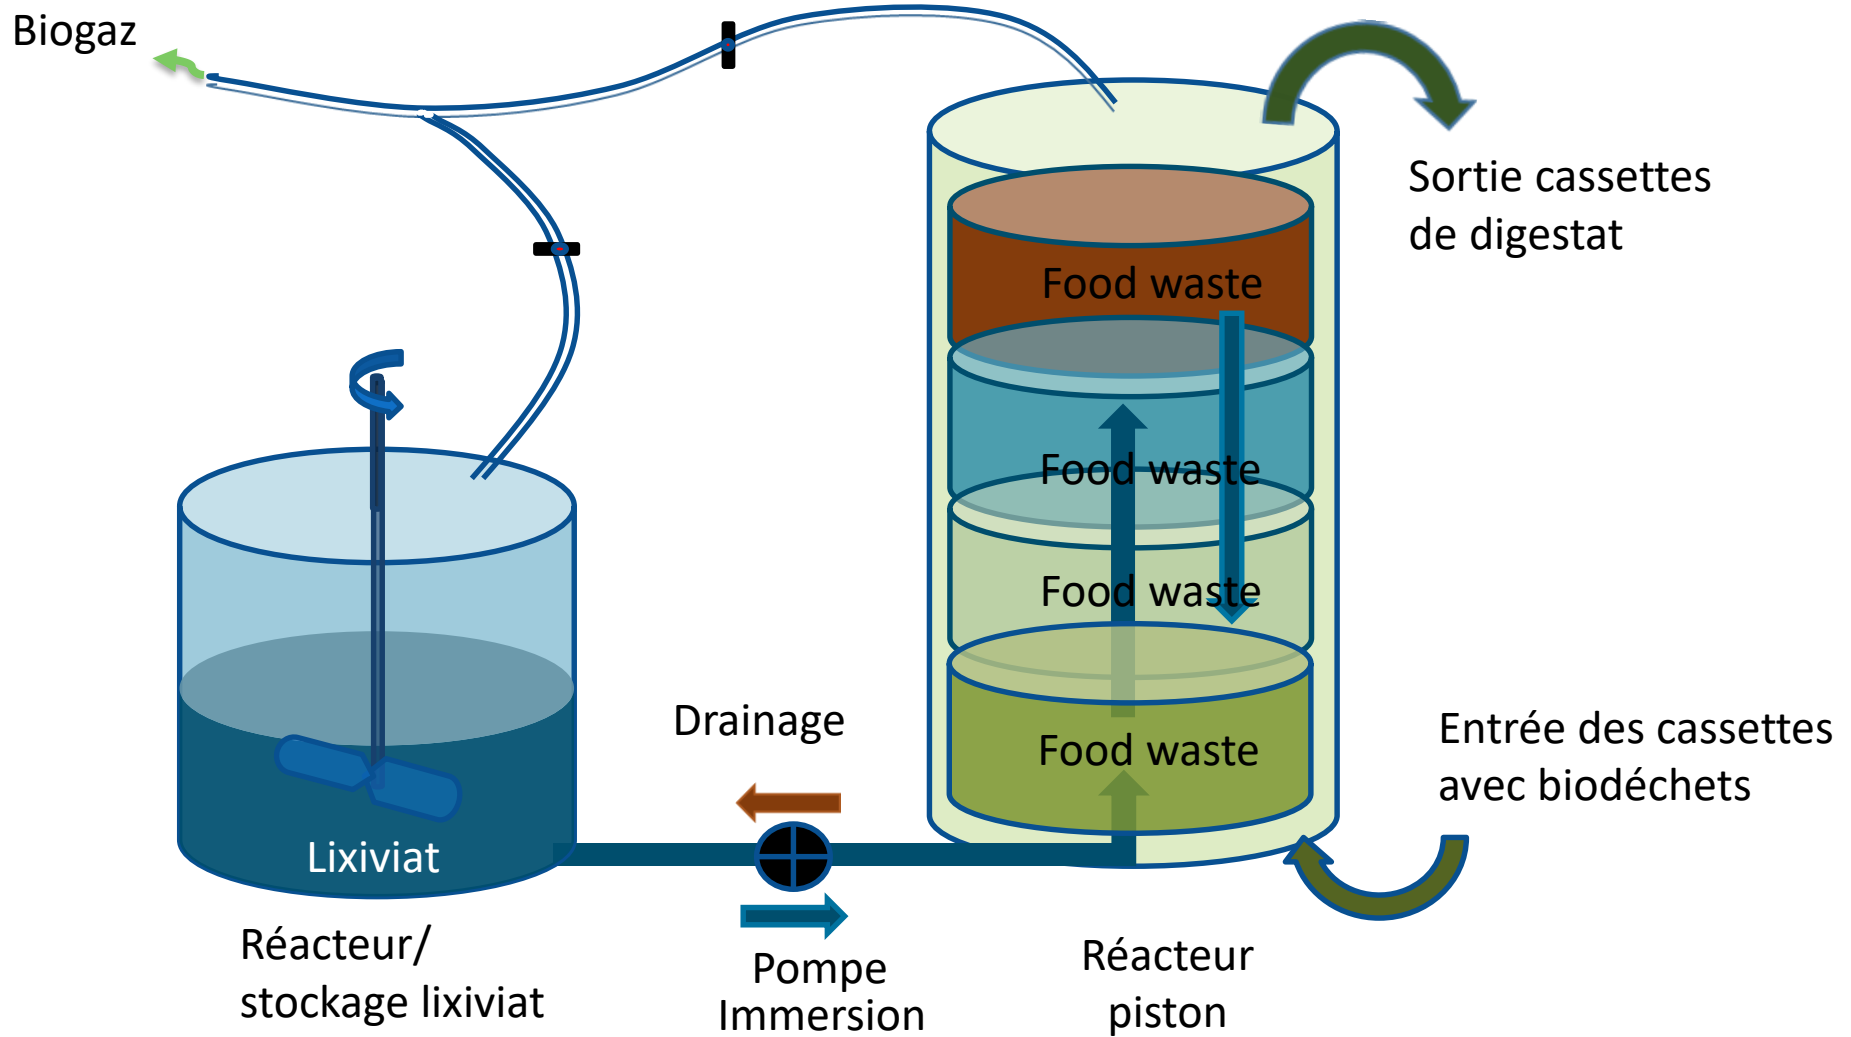 Biogaz
Sortie cassettes
de digestat
Food waste
Food waste
Food waste
Food waste
Drainage
Entrée des cassettes
avec biodéchets
Lixiviat
Réacteur/
stockage lixiviat
Pompe
Immersion
Réacteur
piston